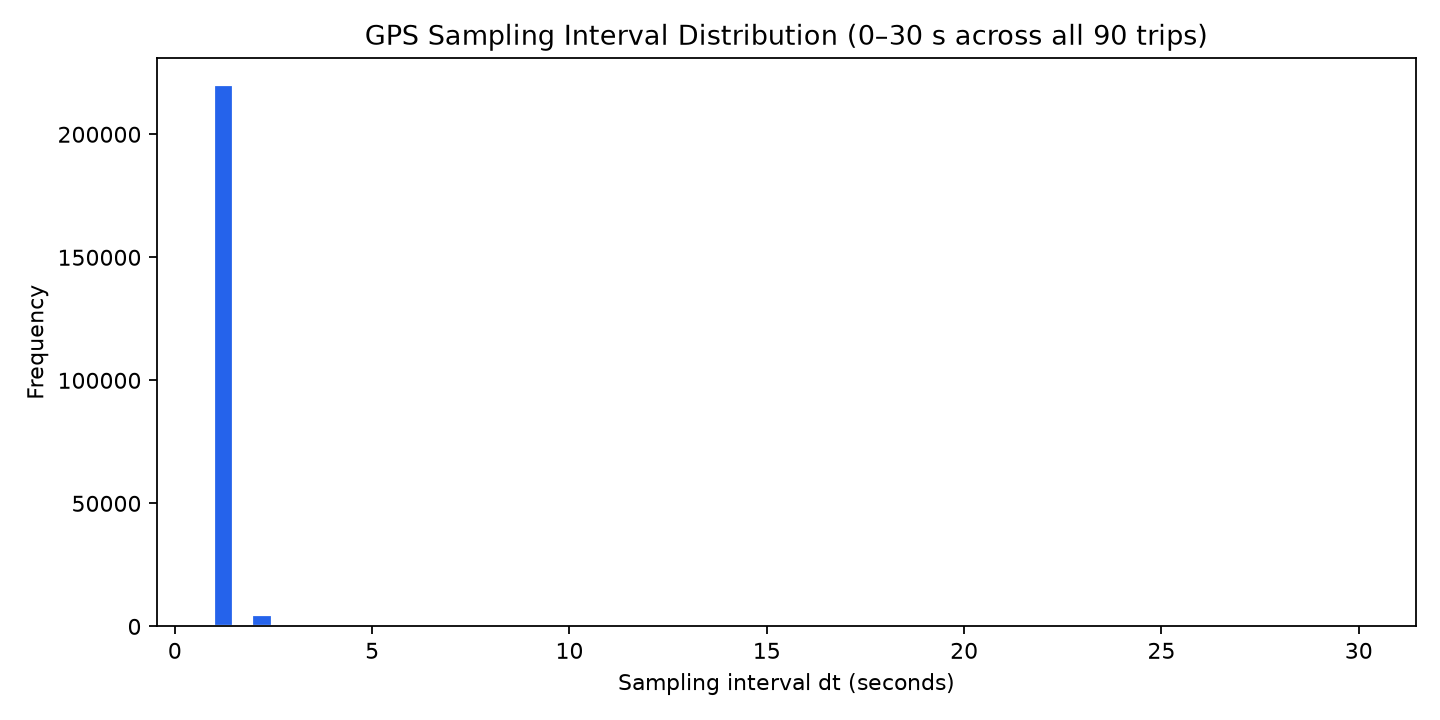 GPS Sampling Interval Distribution (0–30 s across all 90 trips)
Frequency
200000
150000
100000
50000
0
0 5 10 15 20 25 30
Sampling interval dt (seconds)